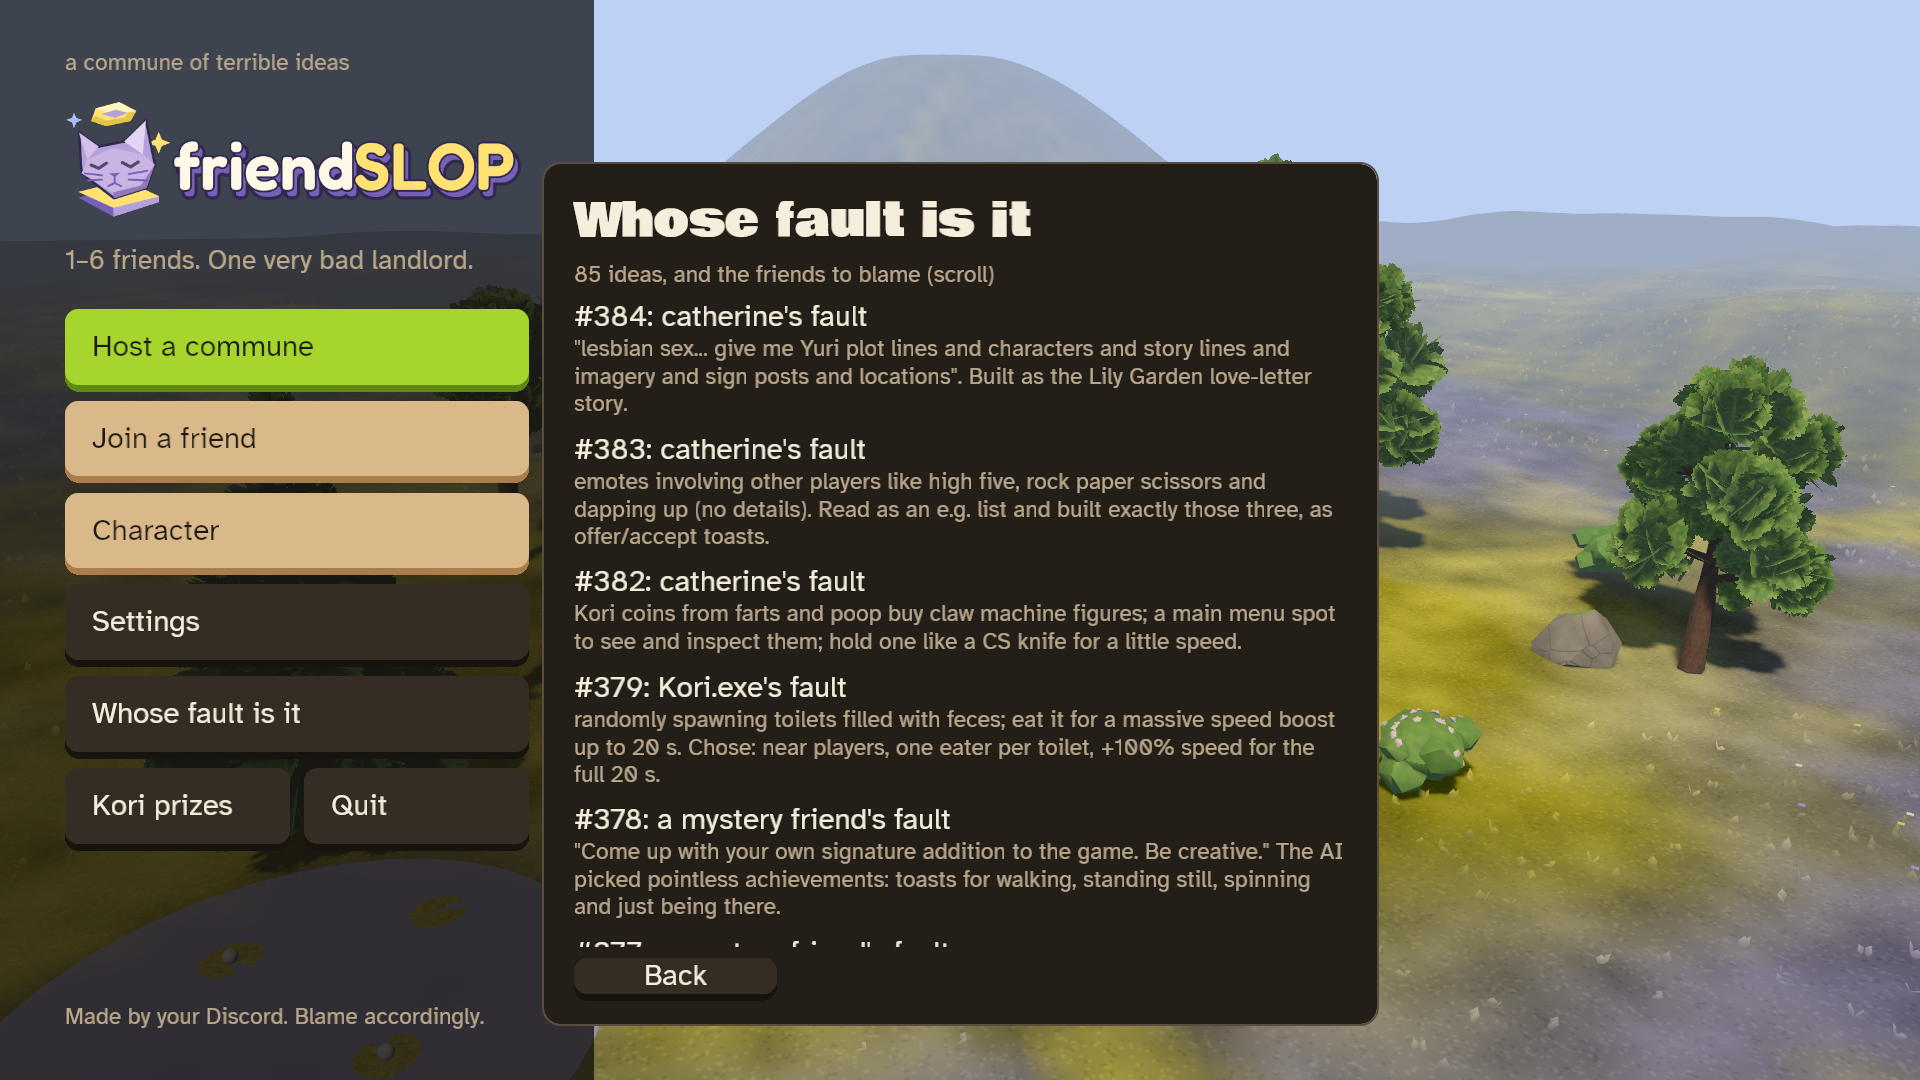 a commune of terrible ideas
friendSLOP
1–6 friends. One very bad landlord.
Host a commune
Join a friend
Character
Settings
Whose fault is it
Kori prizes
Quit
Made by your Discord. Blame accordingly.
Whose fault is it
85 ideas, and the friends to blame (scroll)
#384: catherine's fault
"lesbian sex... give me Yuri plot lines and characters and story lines and
imagery and sign posts and locations". Built as the Lily Garden love-letter
story.
#383: catherine's fault
emotes involving other players like high five, rock paper scissors and
dapping up (no details). Read as an e.g. list and built exactly those three, as
offer/accept toasts.
#382: catherine's fault
Kori coins from farts and poop buy claw machine figures; a main menu spot
to see and inspect them; hold one like a CS knife for a little speed.
#379: Kori.exe's fault
randomly spawning toilets filled with feces; eat it for a massive speed boost
up to 20 s. Chose: near players, one eater per toilet, +100% speed for the
full 20 s.
#378: a mystery friend's fault
"Come up with your own signature addition to the game. Be creative." The AI
picked pointless achievements: toasts for walking, standing still, spinning
and just being there.
Back